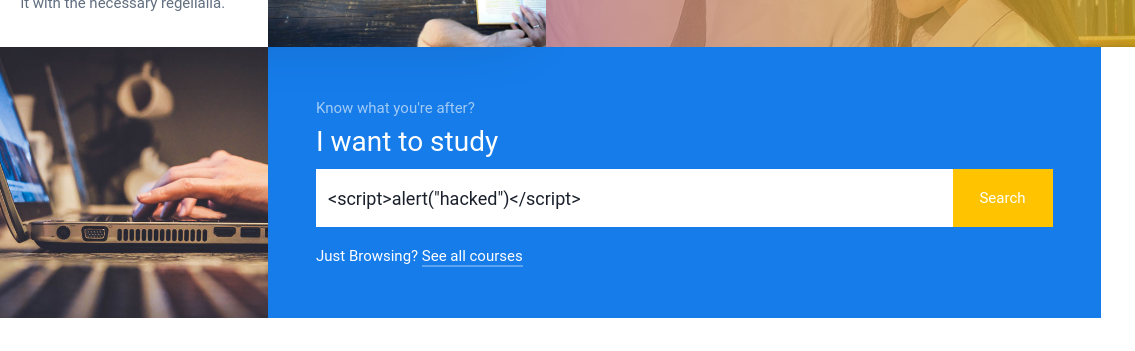 it with the necessary regellalia.
Know what you're after?
I want to study
<script>alert("hacked")</script>
Search
Just Browsing? See all courses